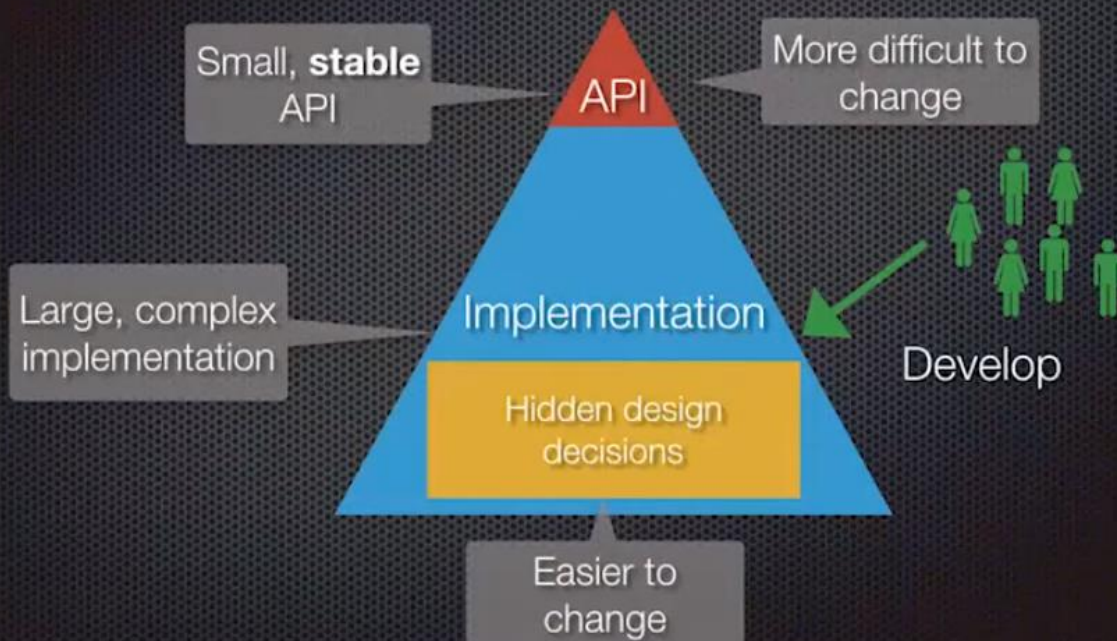 Small, stable
API
API
More difficult to
change
Large, complex
implementation
Implementation
Develop
Hidden design
decisions
Easier to
change